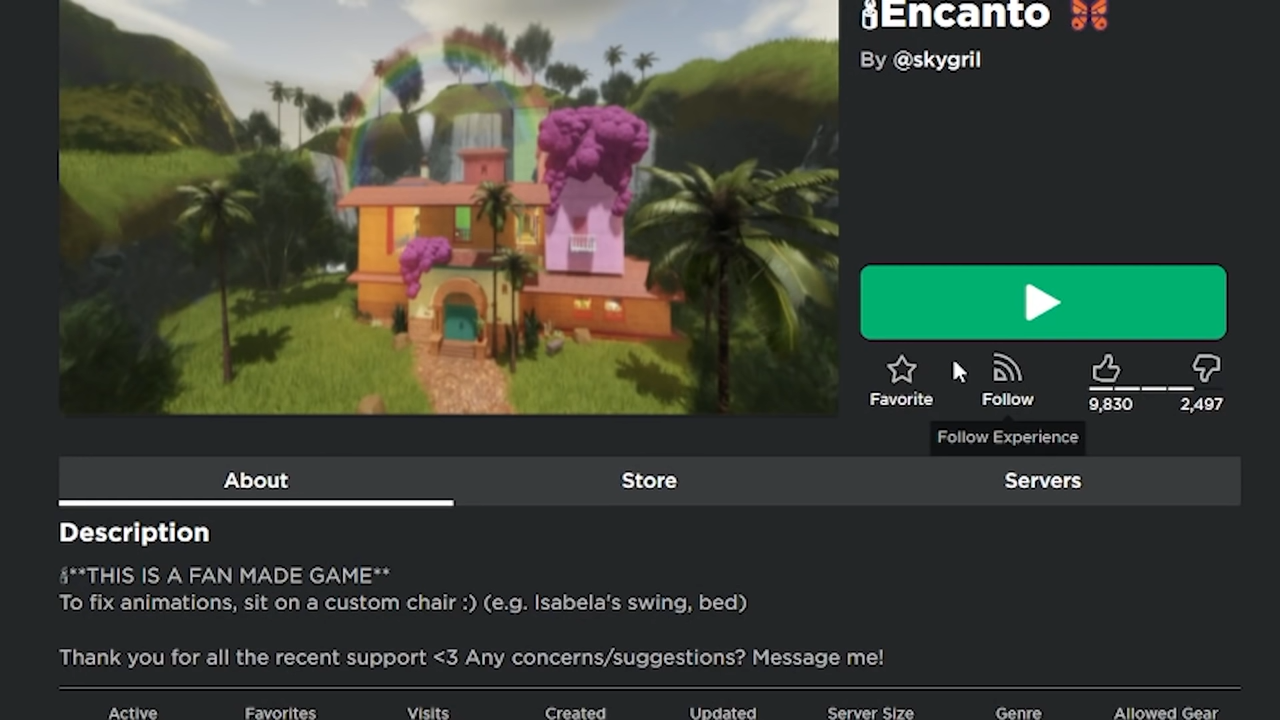 Encanto
By @skygril
Favorite
Follow
9,830
2,497
Follow Experience
About
Store
Servers
Description
**THIS IS A FAN MADE GAME**
To fix animations, sit on a custom chair :) (e.g. Isabela's swing, bed)
Thank you for all the recent support <3 Any concerns/suggestions? Message me!
Active Favorites Visits Created Updated Server Size Genre Allowed Gear